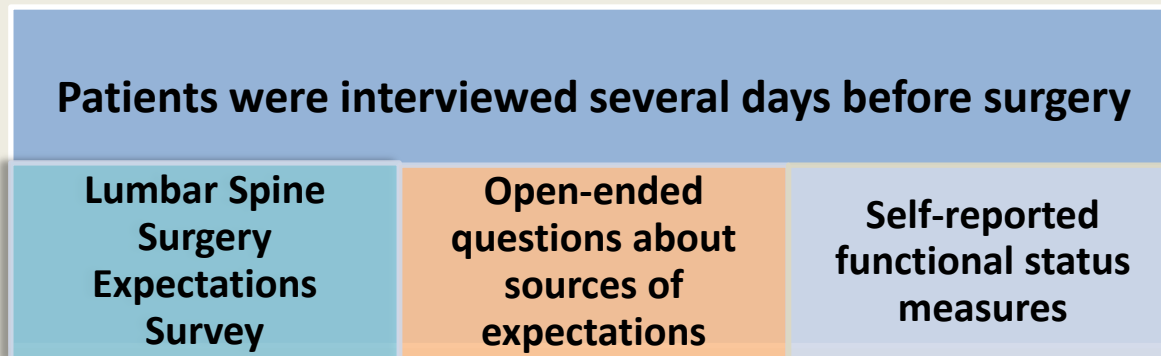 Patients were interviewed several days before surgery
Lumbar Spine
Surgery
Expectations
Survey
Open-ended
questions about
sources of
expectations
Self-reported
functional status
measures